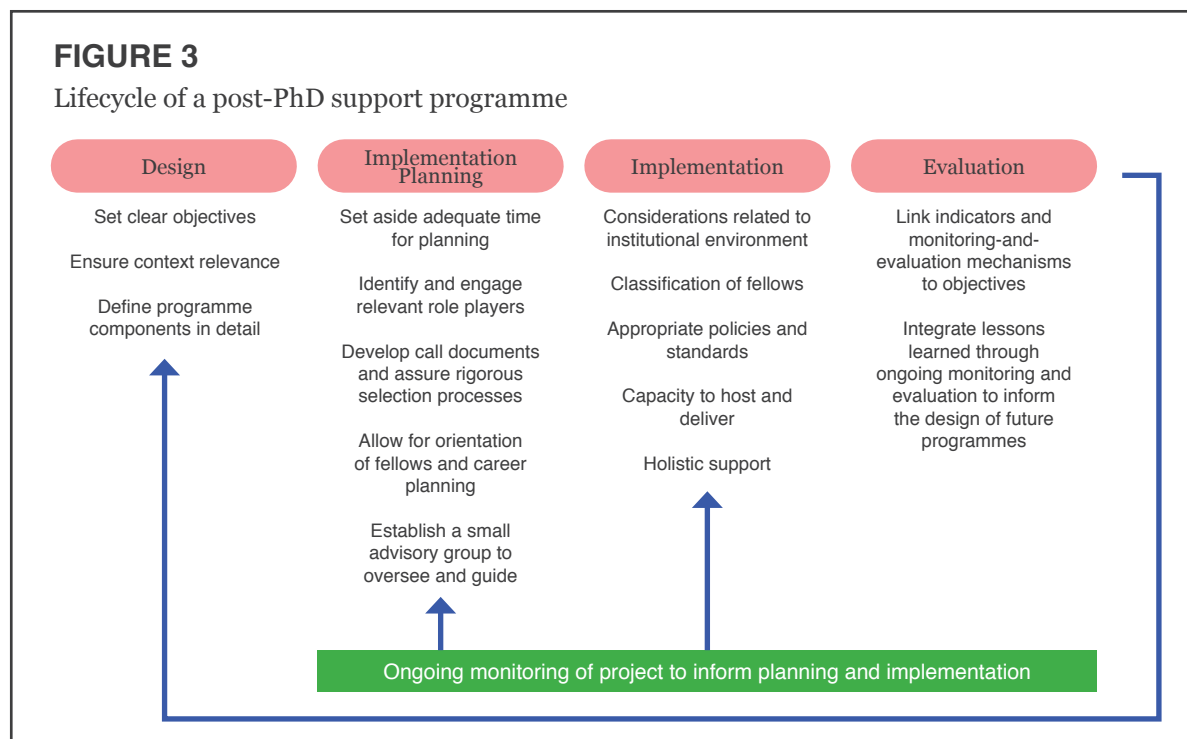 FIGURE 3
Lifecycle of a post-PhD support programme
Design
Set clear objectives
Ensure context relevance
Define programme
components in detail
Implementation
Planning
Set aside adequate time
for planning
Identify and engage
relevant role players
Develop call documents
and assure rigorous
selection processes
Allow for orientation
of fellows and career
planning
Establish a small
advisory group to
oversee and guide
Implementation
Considerations related to
institutional environment
Classification of fellows
Appropriate policies and
standards
Capacity to host and
deliver
Holistic support
Evaluation
Link indicators and
monitoring-and-
evaluation mechanisms
to objectives
Integrate lessons
learned through
ongoing monitoring and
evaluation to inform
the design of future
programmes
Ongoing monitoring of project to inform planning and implementation